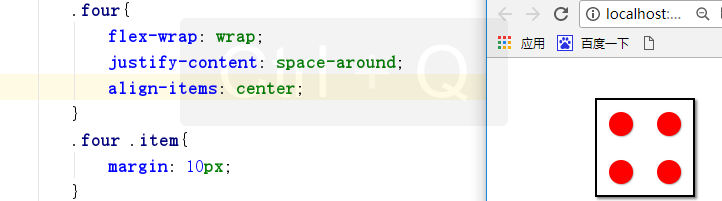 .four{
flex-wrap: wrap;
justify-content: space-around;
align-items: center;
}
.four .item{
margin: 10px;
}
Ctrl + Q
localhost:...
应用 百度一下